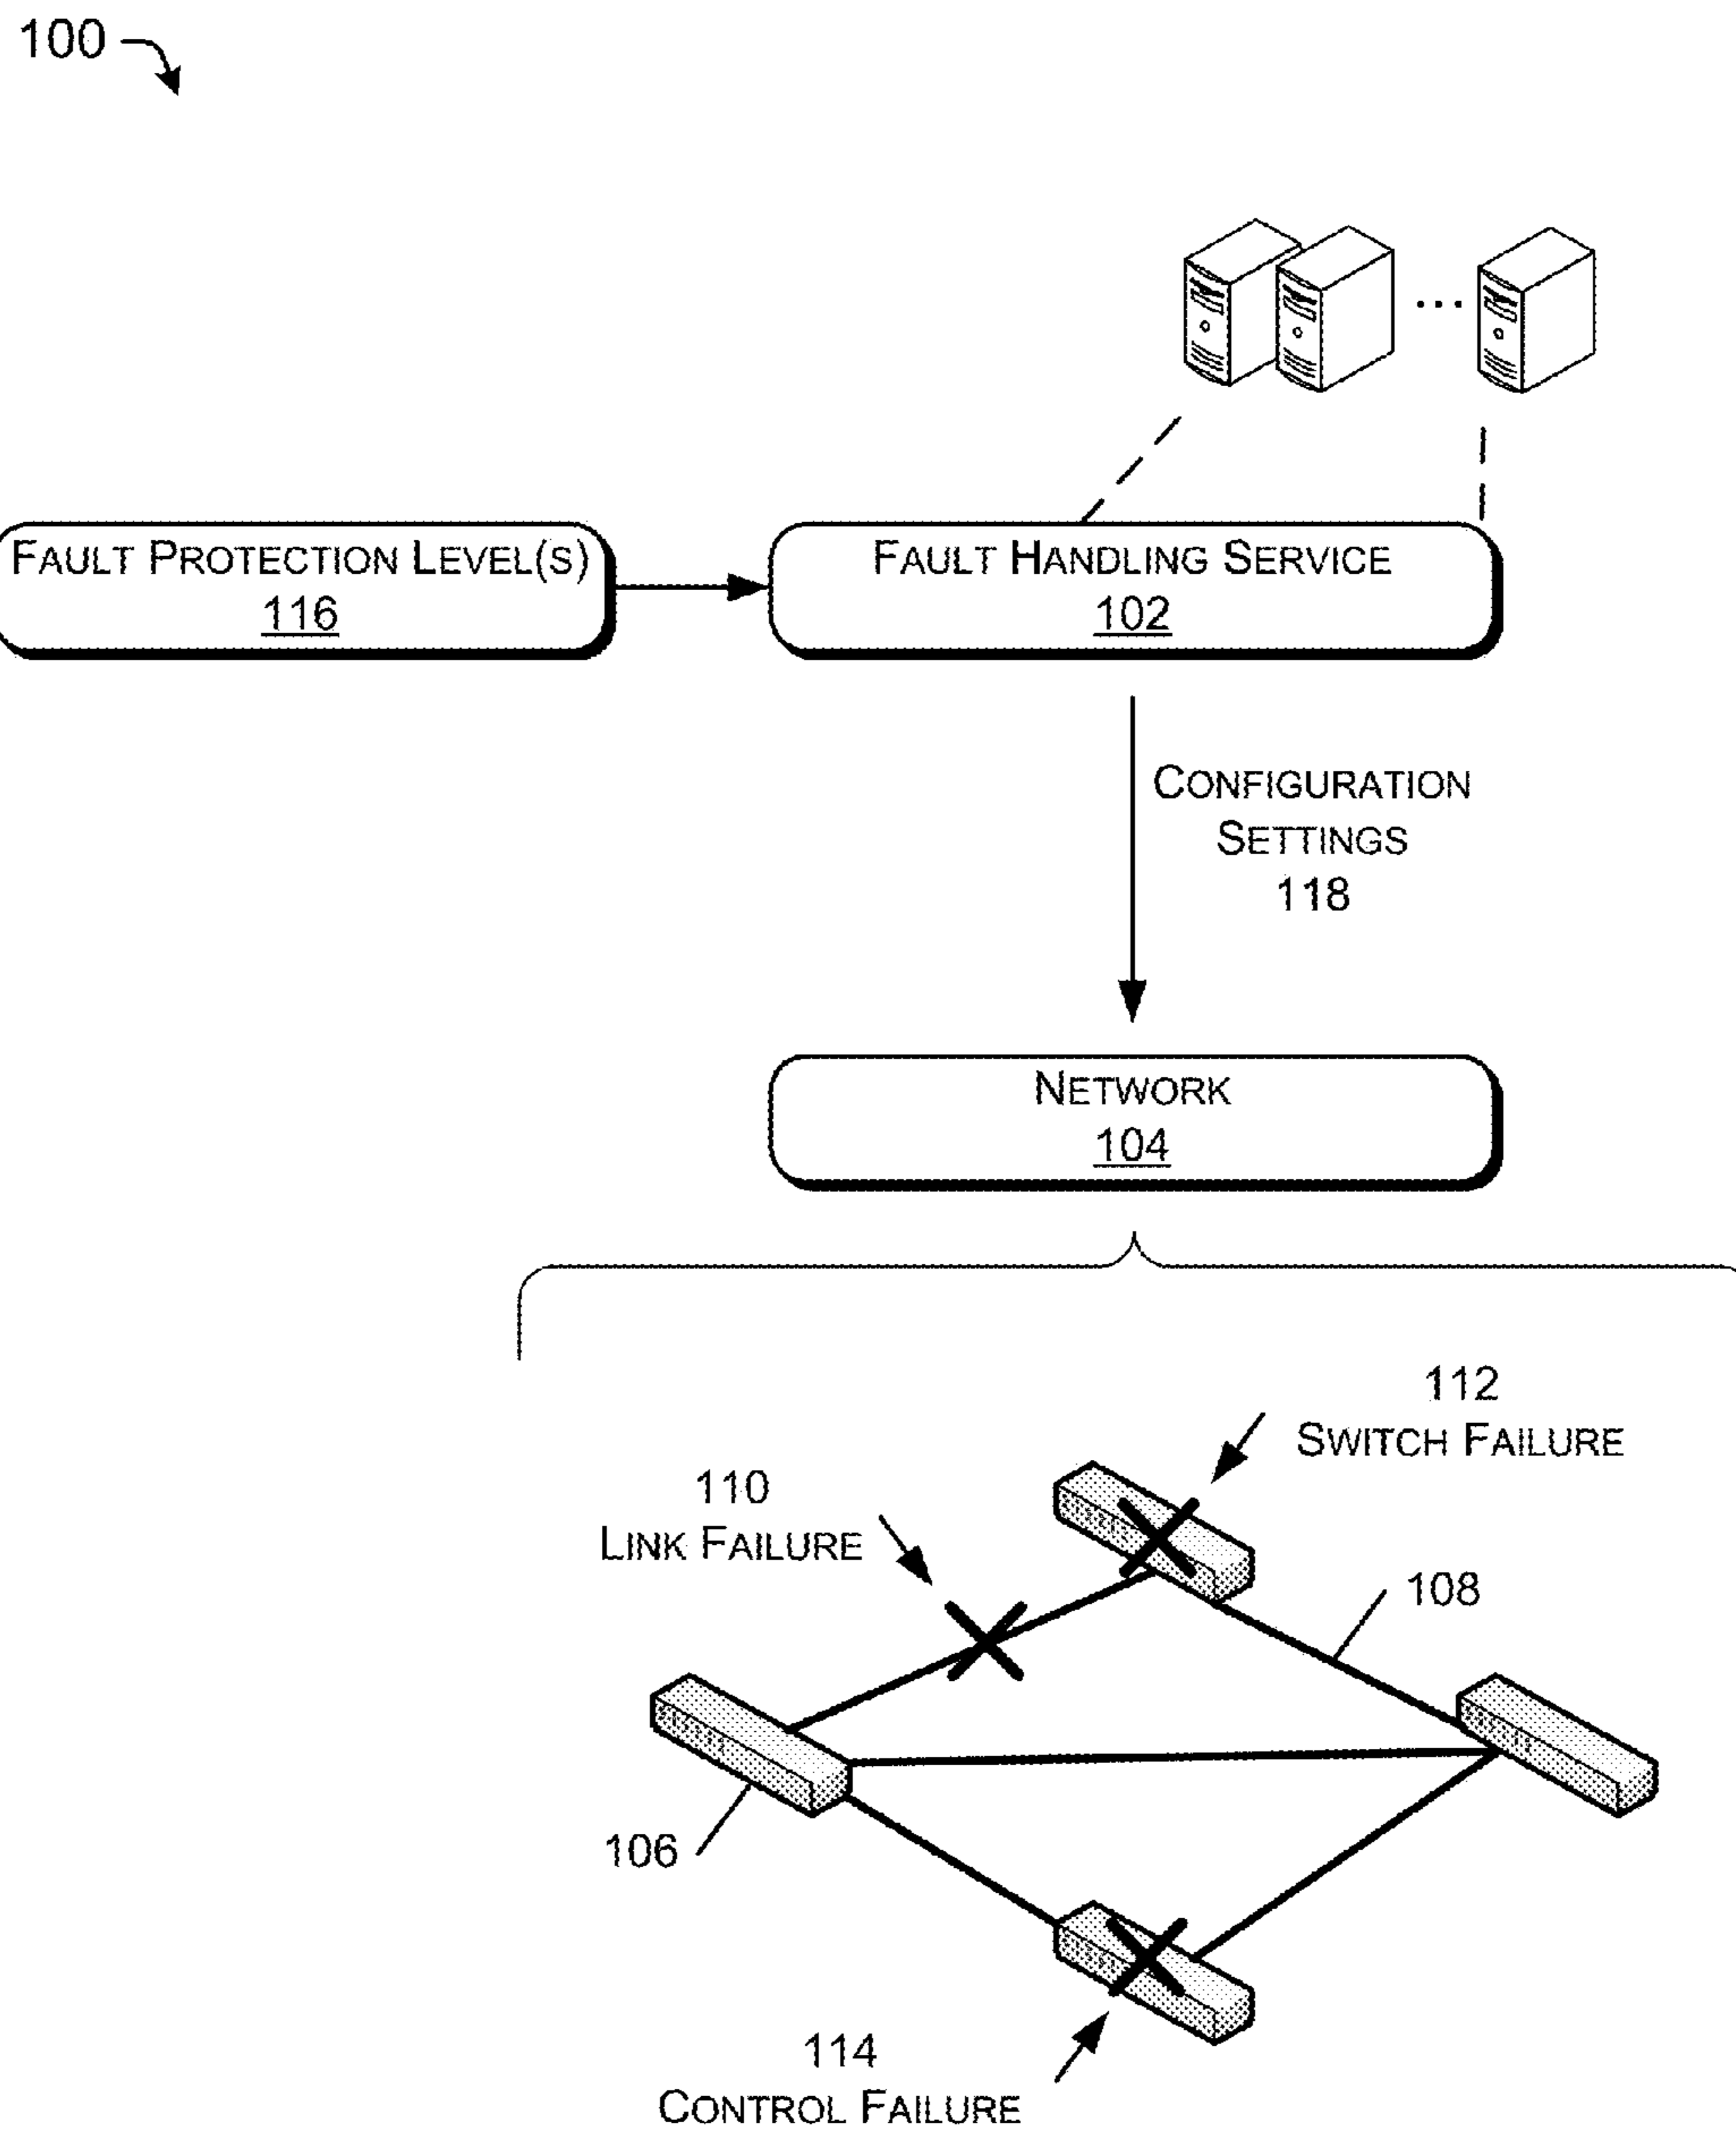 100
FAULT PROTECTION LEVEL(S)
116
FAULT HANDLING SERVICE
102
CONFIGURATION
SETTINGS
118
NETWORK
104
112
SWITCH FAILURE
110
LINK FAILURE
108
106
114
CONTROL FAILURE